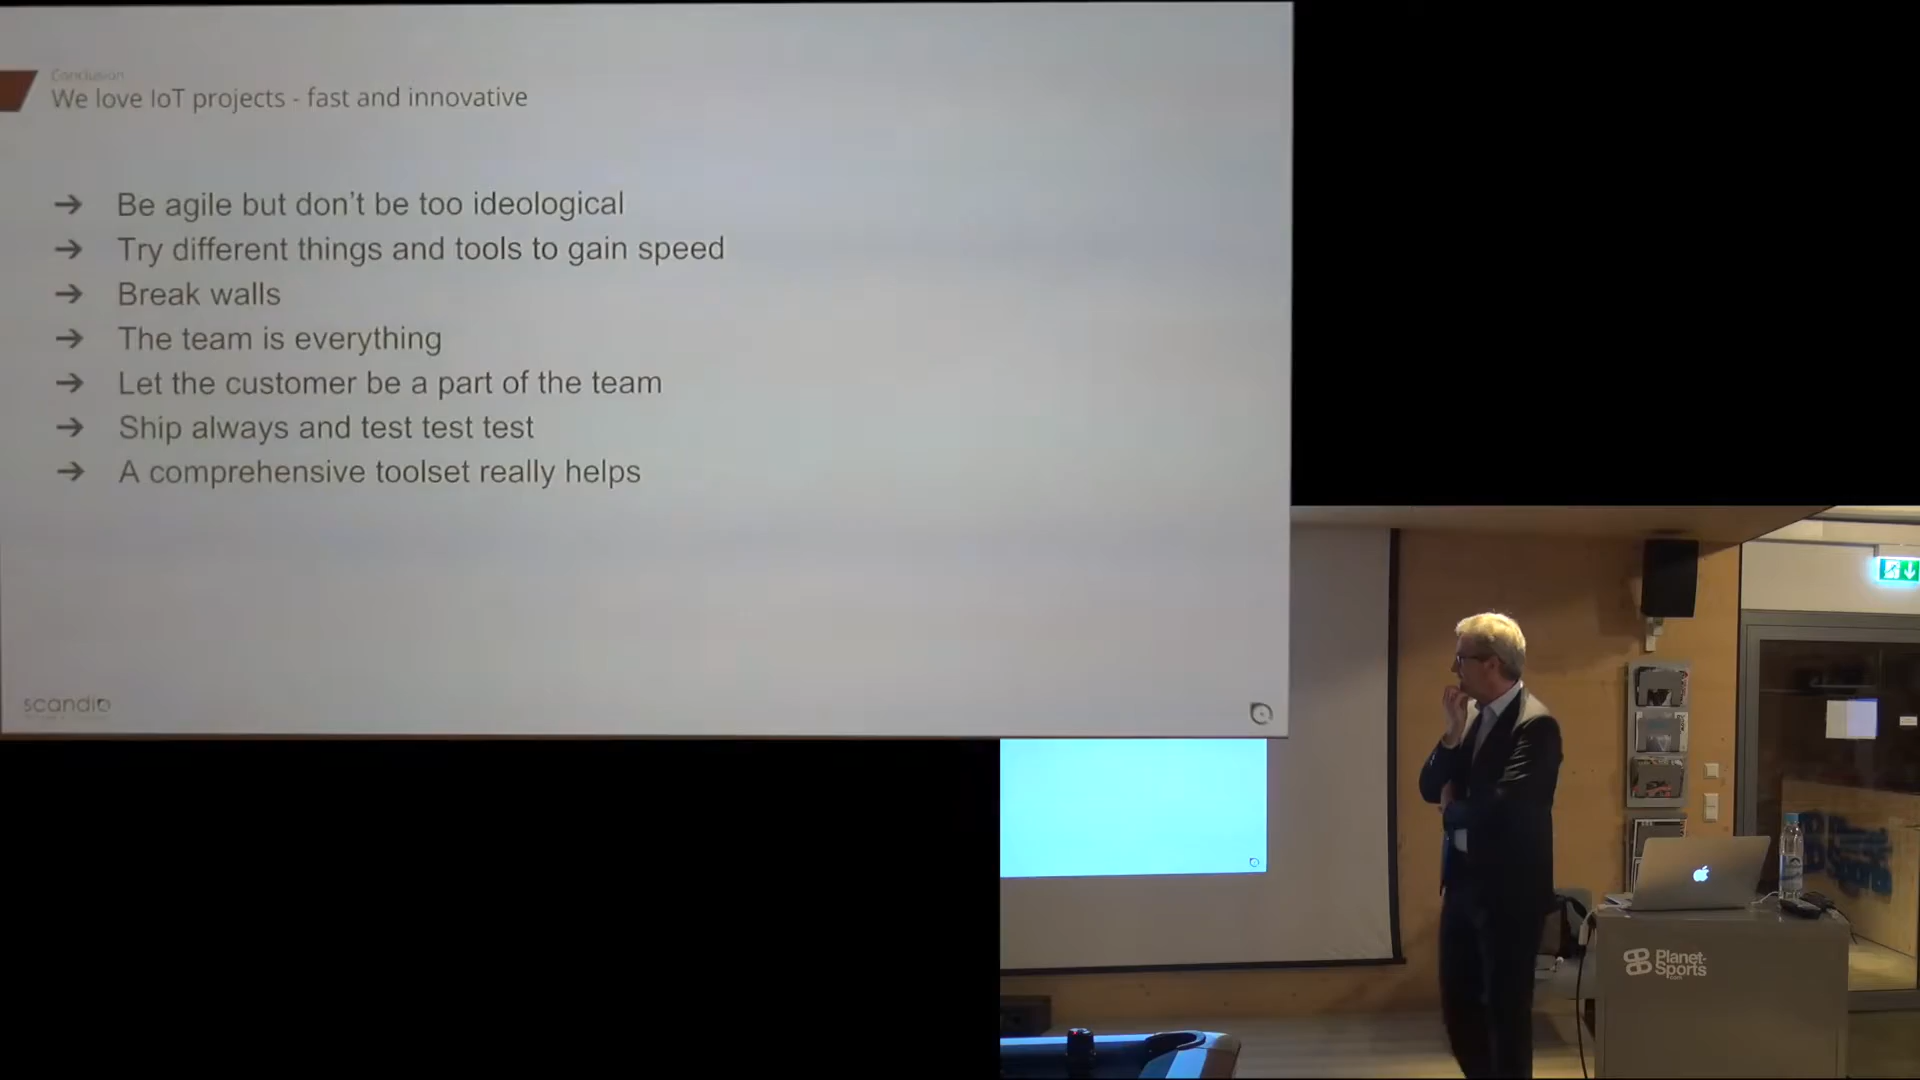 Conclusion
We love IoT projects - fast and innovative
➔ Be agile but don't be too ideological
➔ Try different things and tools to gain speed
➔ Break walls
➔ The team is everything
➔ Let the customer be a part of the team
➔ Ship always and test test test
➔ A comprehensive toolset really helps
scandio
Planet-
Sports